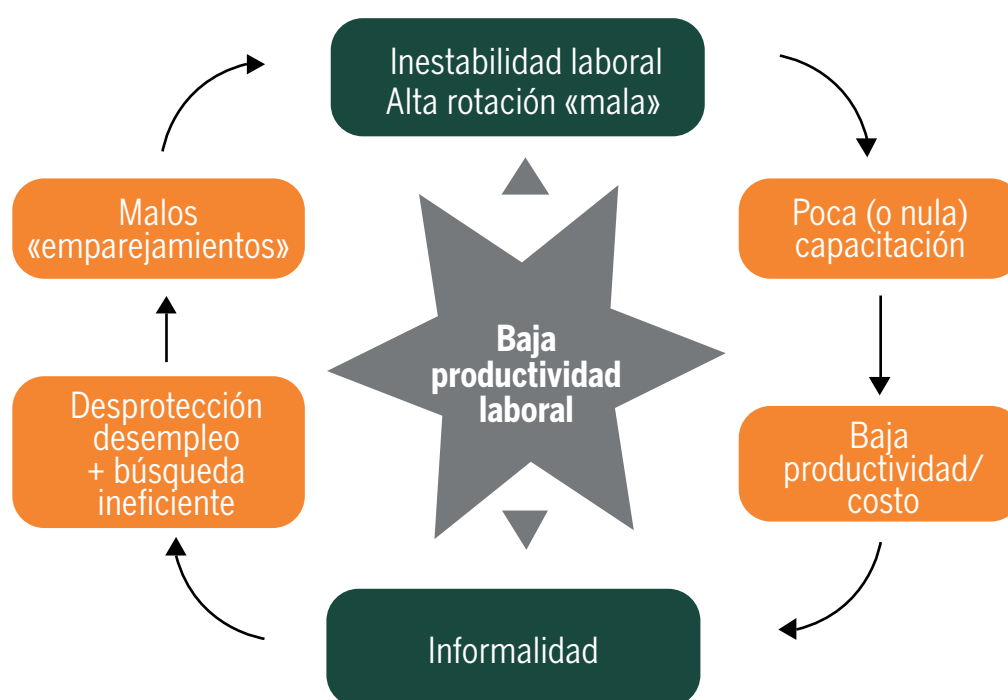 Inestabilidad laboral
Alta rotación «mala»
Malos
«emparejamientos»
Poca (o nula)
capacitación
Baja
productividad
laboral
Desprotección
desempleo
+ búsqueda
ineficiente
Baja
productividad/
costo
Informalidad